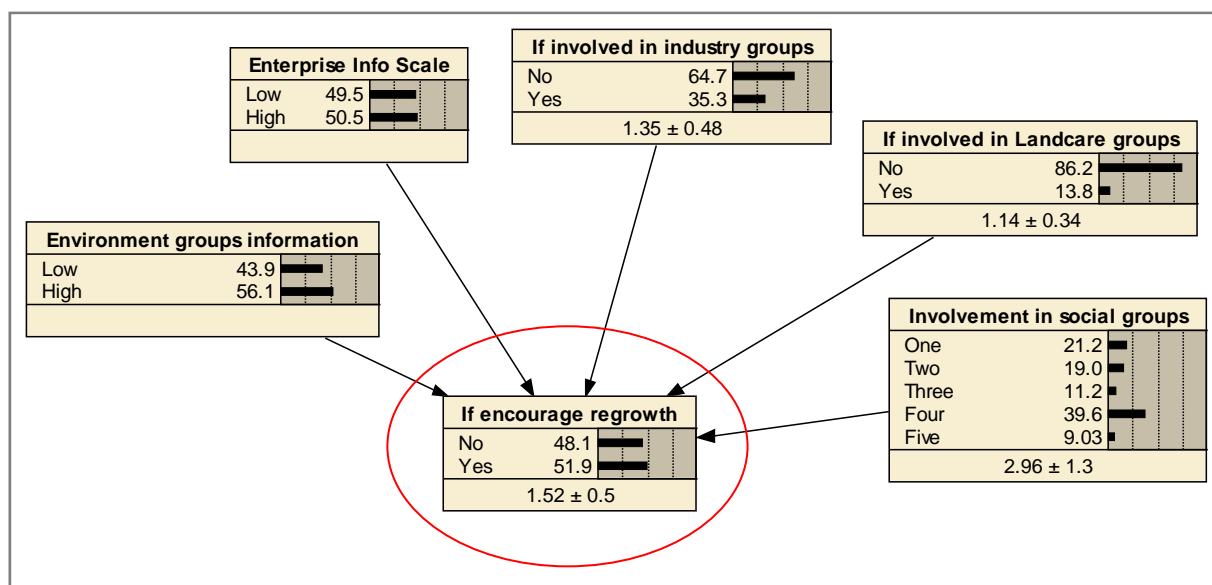 If involved in industry groups
No 64.7
Yes 35.3
1.35 ± 0.48
Enterprise Info Scale
Low 49.5
High 50.5
If involved in Landcare groups
No 86.2
Yes 13.8
1.14 ± 0.34
Environment groups information
Low 43.9
High 56.1
Involvement in social groups
One 21.2
Two 19.0
Three 11.2
Four 39.6
Five 9.03
2.96 ± 1.3
If encourage regrowth
No 48.1
Yes 51.9
1.52 ± 0.5